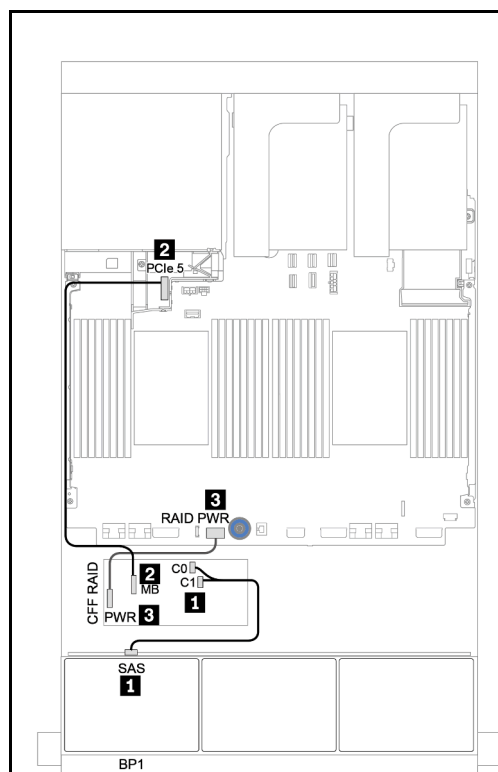 2
PCIe 5
3
RAID PWR
CFF RAID
2
MB
C0
C1
1
PWR 3
SAS
1
BP1